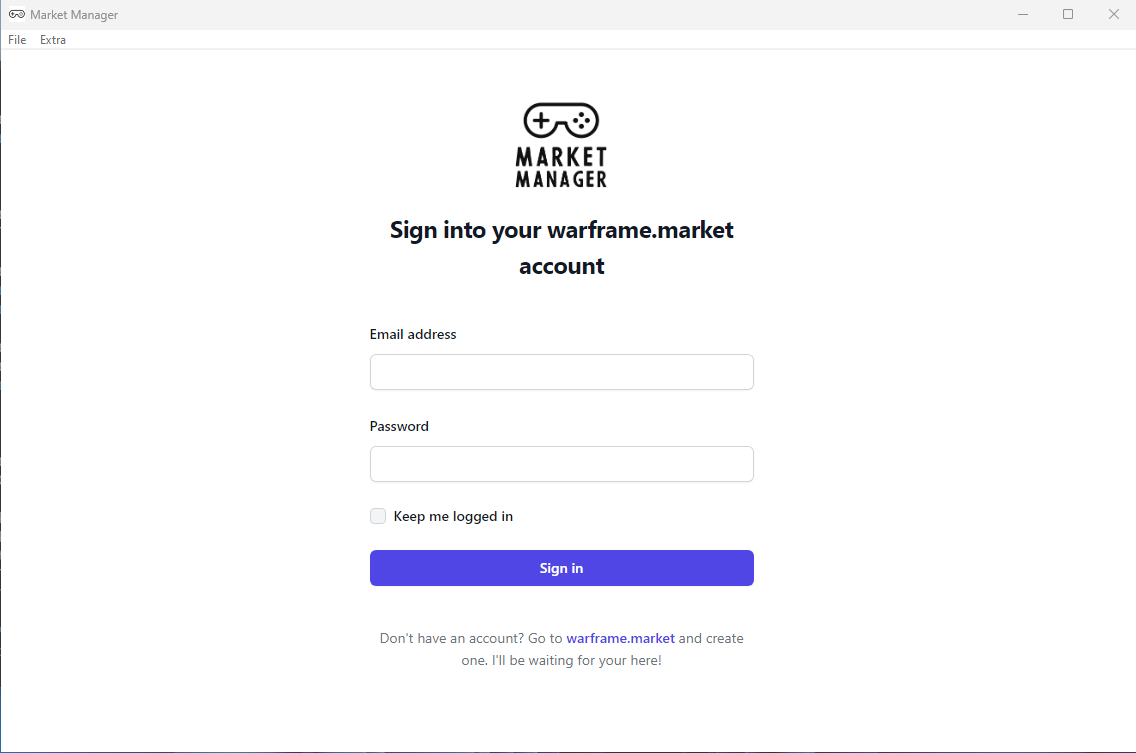 Market Manager
File Extra
MARKET
MANAGER
Sign into your warframe.market
account
Email address
Password
Keep me logged in
Sign in
Don't have an account? Go to warframe.market and create
one. I'll be waiting for your here!